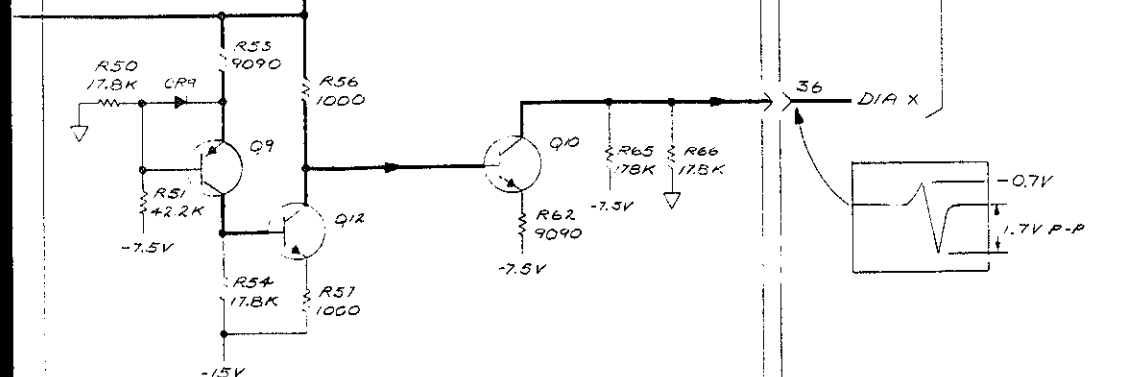 R53
9090
R50
17.8K
CR9
R56
1000
36
DIA X
Q9
Q10
R65
178K
R66
17.8K
R51
42.2K
-7.5V
Q12
-7.5V
R62
9090
-7.5V
-0.7V
1.7V P-P
R54
17.8K
R57
1000
-15V